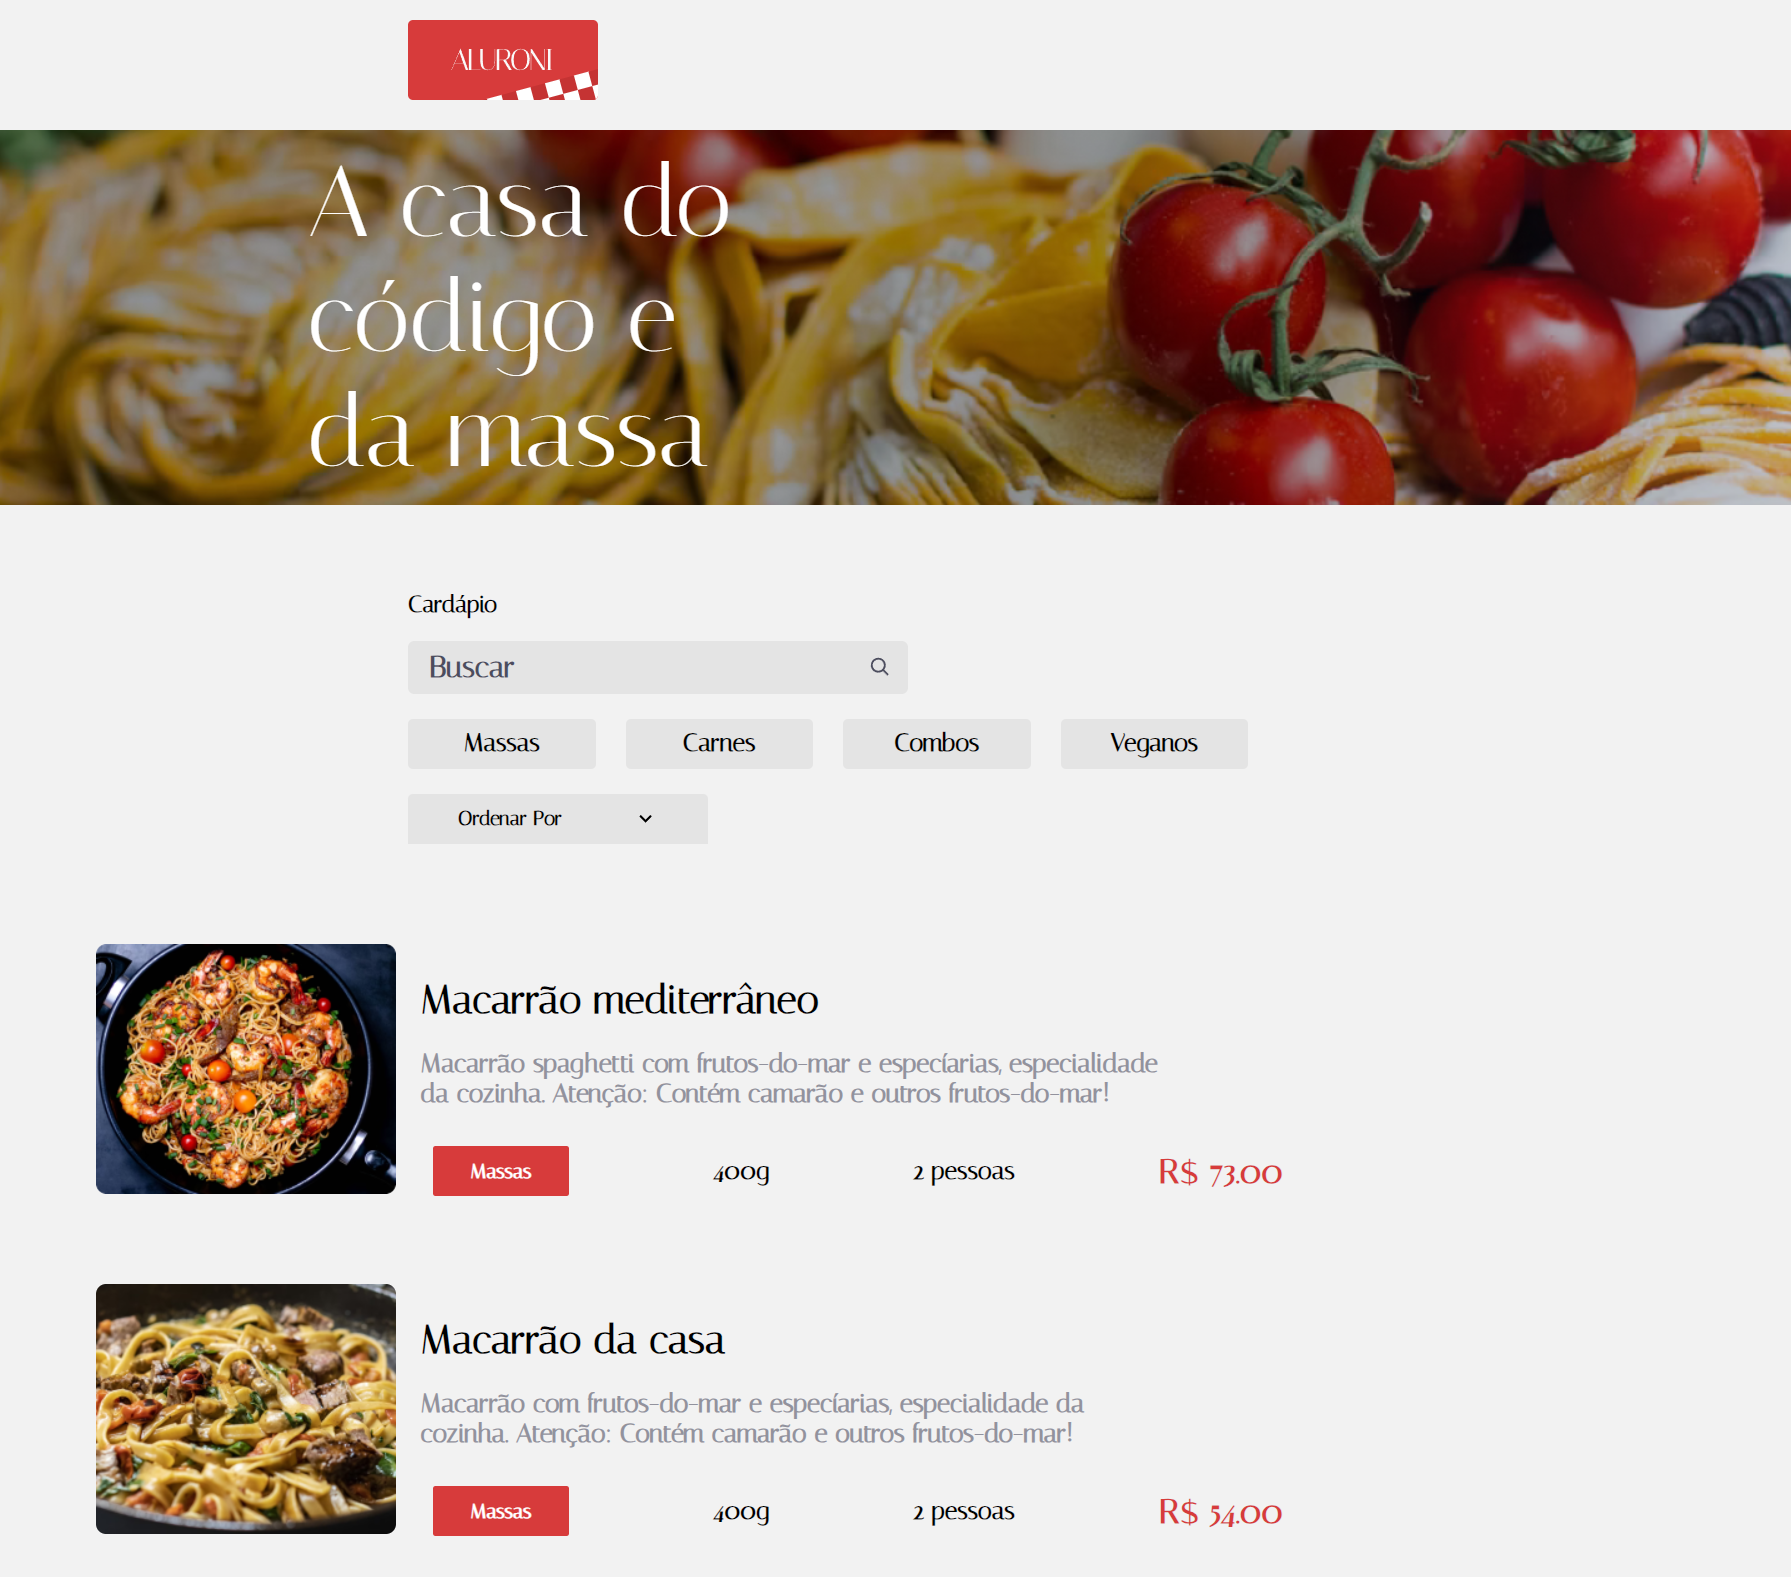 ALURONI
A casa do
código e
da massa
Cardápio
Buscar
Massas Carnes Combos Veganos
Ordenar Por
Macarrão mediterrâneo
Macarrão spaghetti com frutos-do-mar e especíarias, especialidade
da cozinha. Atenção: Contém camarão e outros frutos-do-mar!
Massas 400g 2 pessoas R$ 73.00
Macarrão da casa
Macarrão com frutos-do-mar e especíarias, especialidade da
cozinha. Atenção: Contém camarão e outros frutos-do-mar!
Massas 400g 2 pessoas R$ 54.00